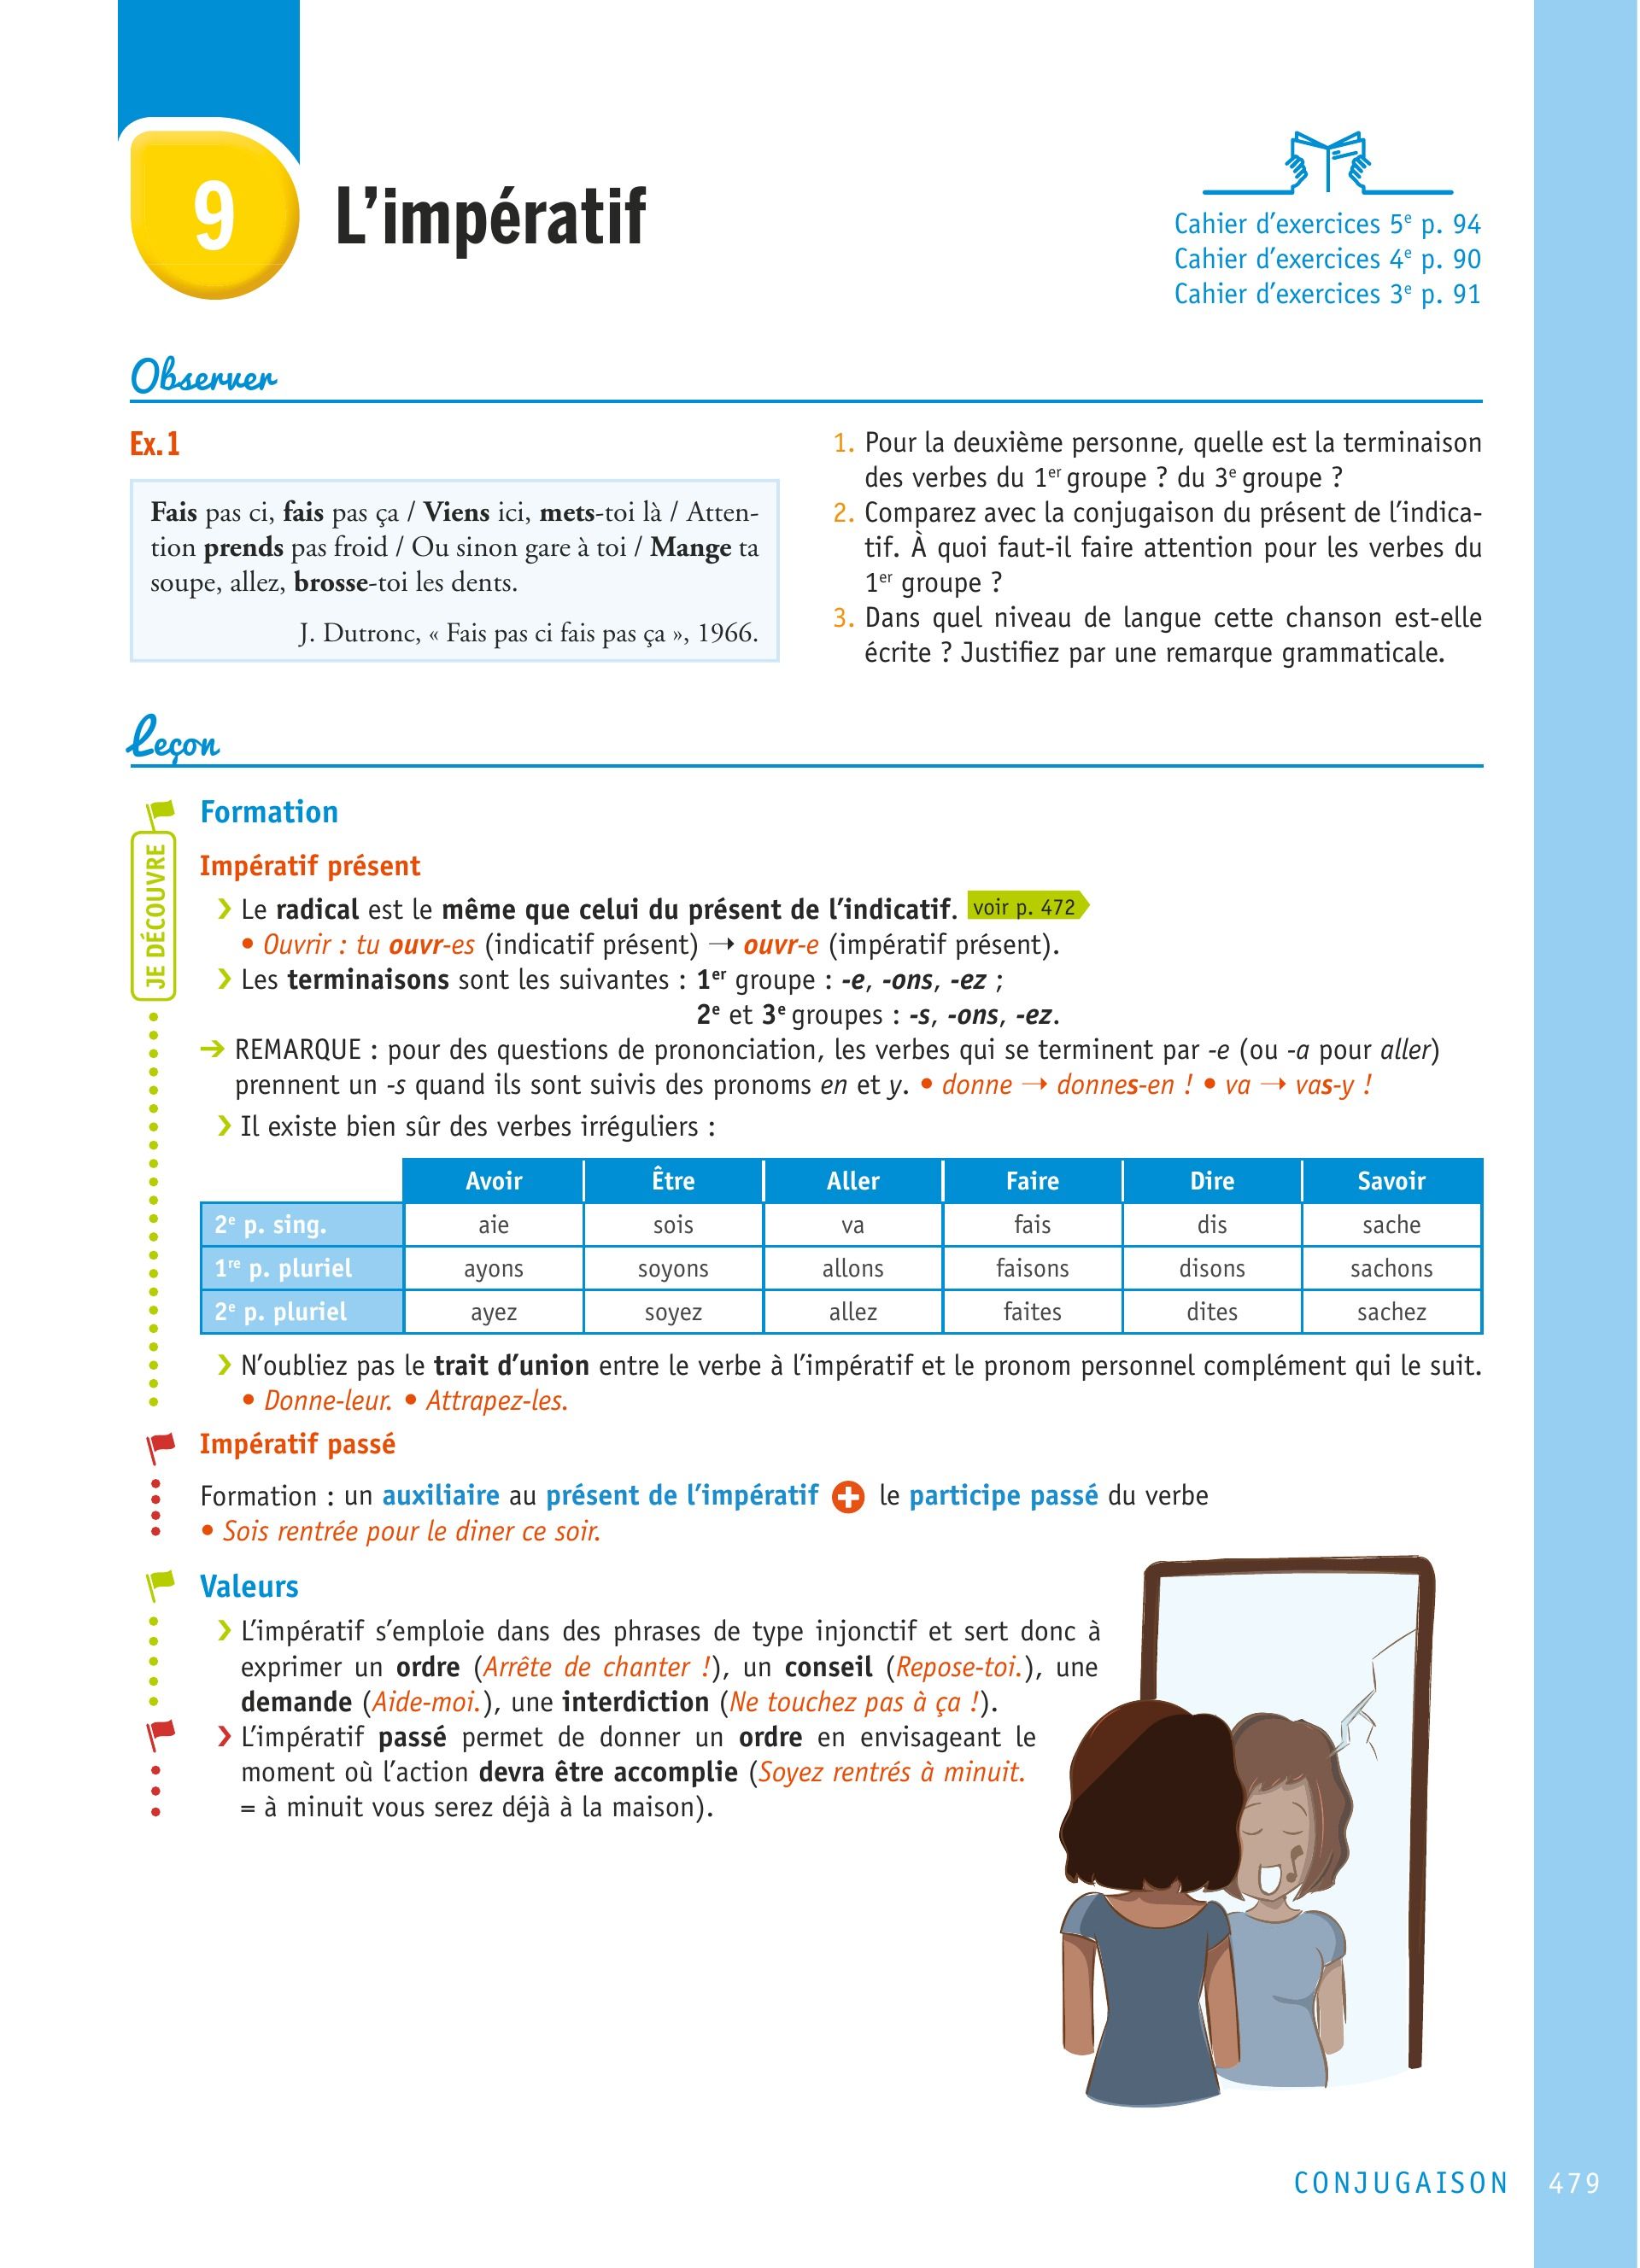 9
L'impératif
Cahier d'exercices 5e p. 94
Cahier d'exercices 4e p. 90
Cahier d'exercices 3e p. 91
Observer
Ex. 1
Fais pas ci, fais pas ça / Viens ici, mets-toi là / Atten-
tion prends pas froid / Ou sinon gare à toi / Mange ta
soupe, allez, brosse-toi les dents.
J. Dutronc, « Fais pas ci fais pas ça », 1966.
1. Pour la deuxième personne, quelle est la terminaison
des verbes du 1er groupe ? du 3e groupe ?
2. Comparez avec la conjugaison du présent de l'indica-
tif. À quoi faut-il faire attention pour les verbes du
1er groupe ?
3. Dans quel niveau de langue cette chanson est-elle
écrite ? Justifiez par une remarque grammaticale.
Leçon
JE DÉCOUVRE
Formation
Impératif présent
› Le radical est le même que celui du présent de l'indicatif. voir p. 472
• Ouvrir : tu ouvr-es (indicatif présent) → ouvr-e (impératif présent).
› Les terminaisons sont les suivantes : 1er groupe : -e, -ons, -ez ;
2e et 3e groupes : -s, -ons, -ez.
→ REMARQUE : pour des questions de prononciation, les verbes qui se terminent par -e (ou -a pour aller)
prennent un -s quand ils sont suivis des pronoms en et y. • donne → donnes-en ! • va → vas-y !
› Il existe bien sûr des verbes irréguliers :
Avoir Être Aller Faire Dire Savoir
2e p. sing. aie sois va fais dis sache
1re p. pluriel ayons soyons allons faisons disons sachons
2e p. pluriel ayez soyez allez faites dites sachez
› N'oubliez pas le trait d'union entre le verbe à l'impératif et le pronom personnel complément qui le suit.
• Donne-leur. • Attrapez-les.
Impératif passé
Formation : un auxiliaire au présent de l'impératif + le participe passé du verbe
• Sois rentrée pour le diner ce soir.
Valeurs
› L'impératif s'emploie dans des phrases de type injonctif et sert donc à
exprimer un ordre (Arrête de chanter !), un conseil (Repose-toi.), une
demande (Aide-moi.), une interdiction (Ne touchez pas à ça !).
› L'impératif passé permet de donner un ordre en envisageant le
moment où l'action devra être accomplie (Soyez rentrés à minuit.
= à minuit vous serez déjà à la maison).
CONJUGAISON 479